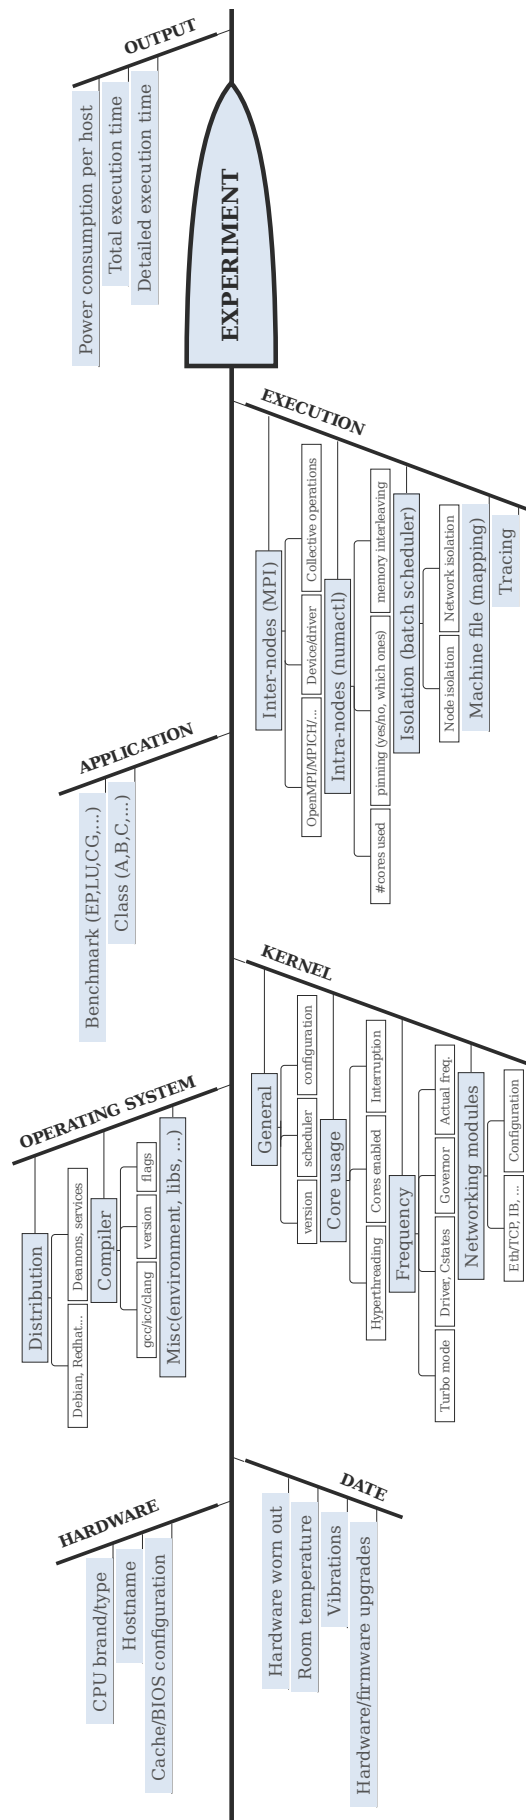 HARDWARE
CPU brand/type
Hostname
Cache/BIOS configuration
OPERATING SYSTEM
Distribution
Debian, Redhat...
Deamons, services
Compiler
gcc/icc/clang
version
flags
Misc(environment, libs, ...)
APPLICATION
Benchmark (EP,LU,CG,...)
Class (A,B,C,...)
OUTPUT
Power consumption per host
Total execution time
Detailed execution time
EXPERIMENT
DATE
Hardware worn out
Room temperature
Vibrations
Hardware/firmware upgrades
KERNEL
General
version
scheduler
configuration
Core usage
Hyperthreading
Cores enabled
Interruption
Frequency
Turbo mode
Driver, Cstates
Governor
Actual freq.
Networking modules
Eth/TCP, IB, ...
Configuration
EXECUTION
Inter-nodes (MPI)
OpenMPI/MPICH/...
Device/driver
Collective operations
Intra-nodes (numactl)
#cores used
pinning (yes/no, which ones)
memory interleaving
Isolation (batch scheduler)
Node isolation
Network isolation
Machine file (mapping)
Tracing